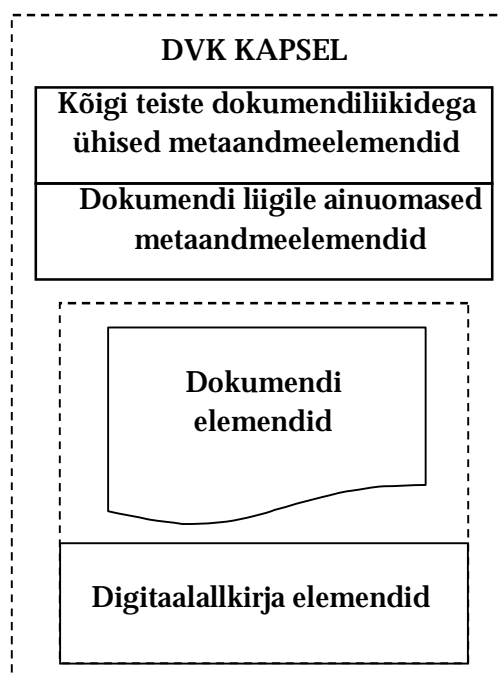 DVK KAPSEL
Kõigi teiste dokumendiliikidega
ühised metaandmeelemendid
Dokumendi liigile ainuomased
metaandmeelemendid
Dokumendi
elemendid
Digitaalallkirja elemendid